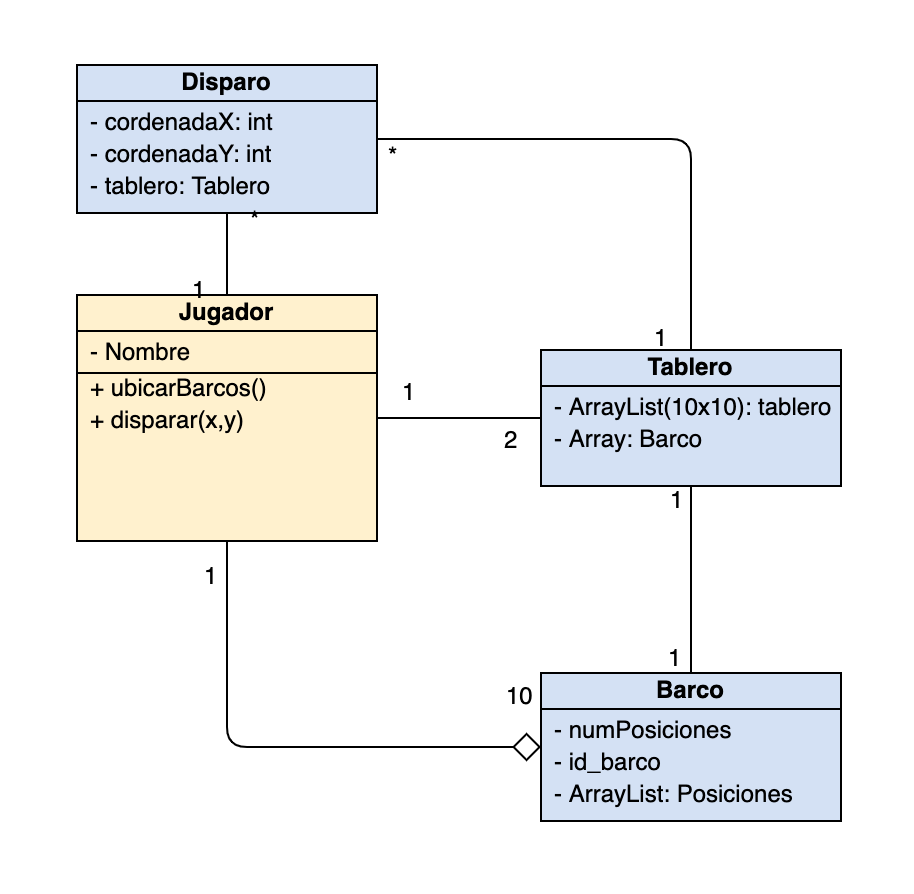 Disparo
- cordenadaX: int
- cordenadaY: int
- tablero: Tablero
*
*
1
Jugador
- Nombre
+ ubicarBarcos()
+ disparar(x,y)
1
2
1
Tablero
- ArrayList(10x10): tablero
- Array: Barco
1
1
1
10
Barco
- numPosiciones
- id_barco
- ArrayList: Posiciones